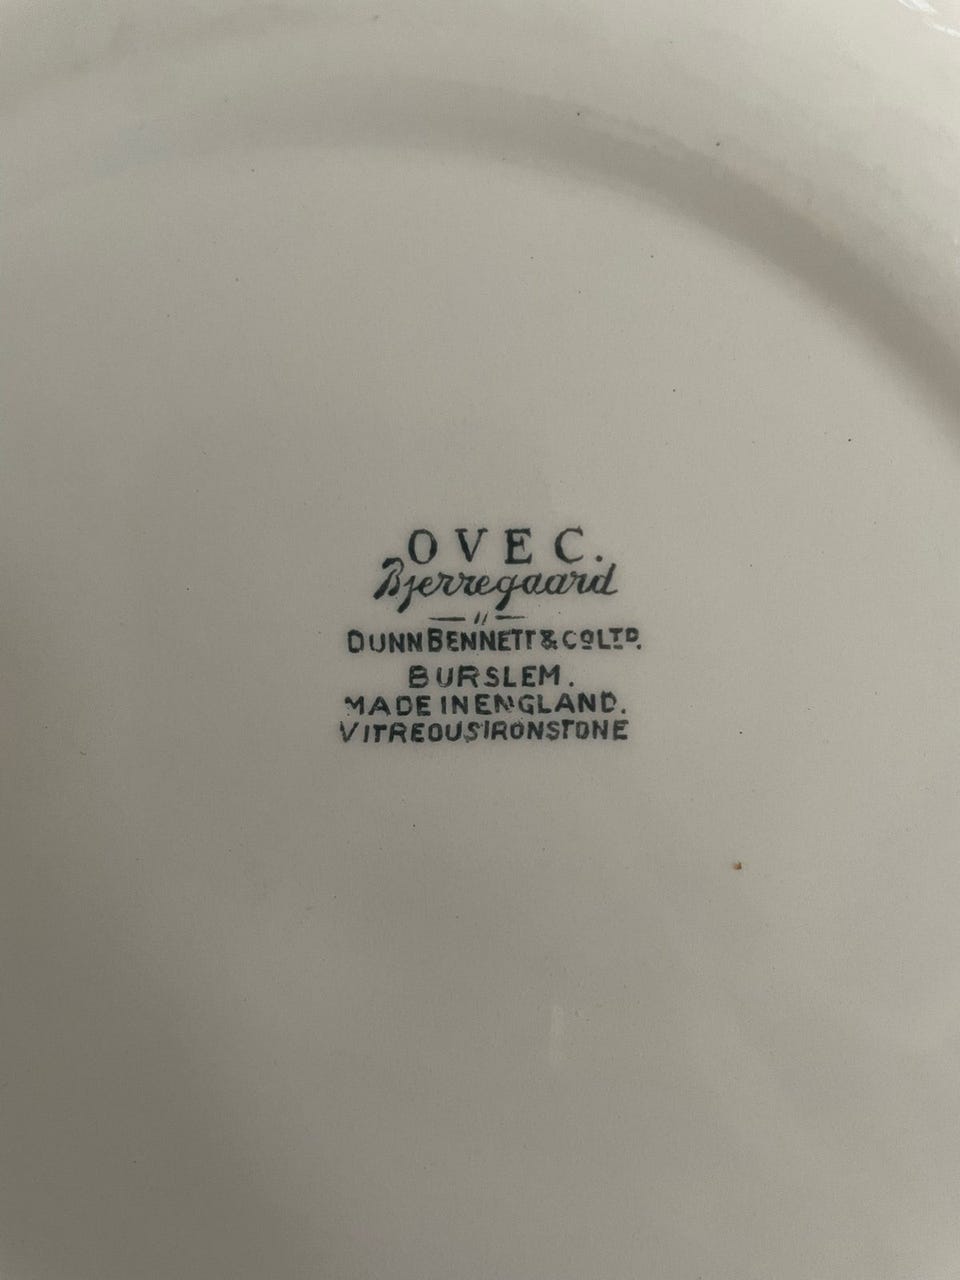 OVEC.
Bjerregaard
DUNN BENNETT & Co LTD.
BURSLEM.
MADE IN ENGLAND.
VITREOUS IRONSTONE